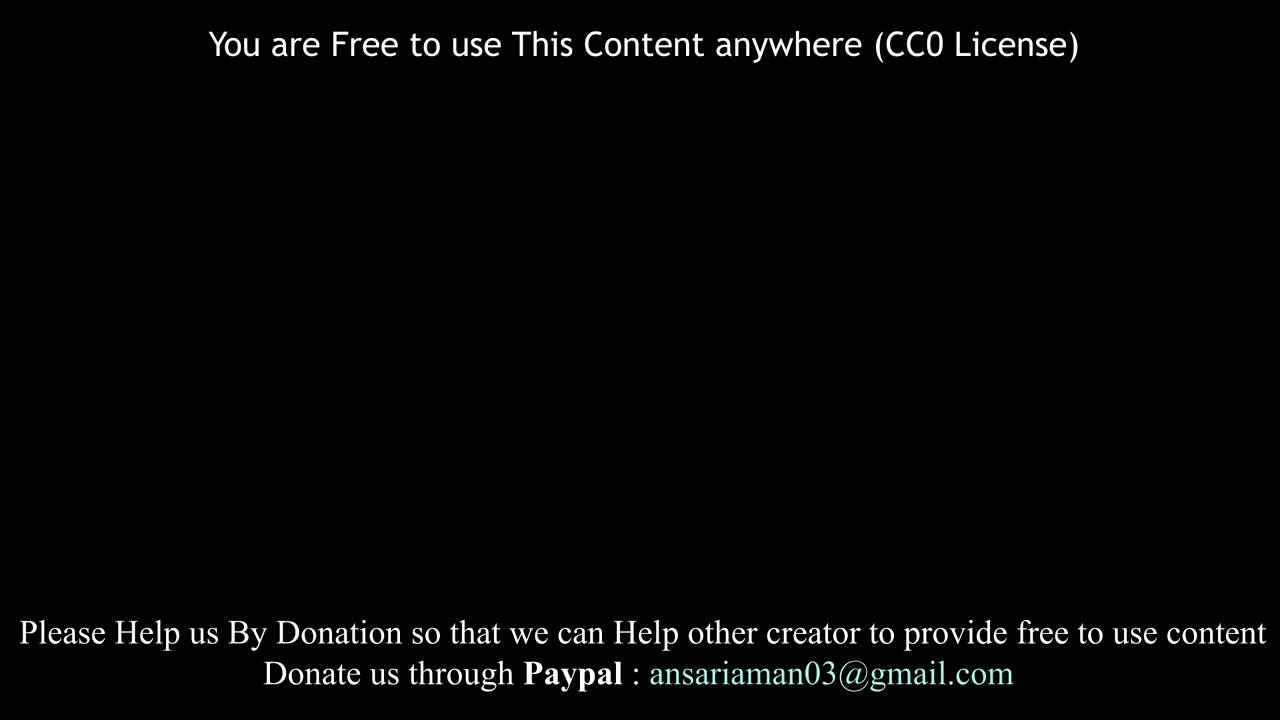 You are Free to use This Content anywhere (CC0 License)
Please Help us By Donation so that we can Help other creator to provide free to use content
Donate us through Paypal : ansariaman03@gmail.com